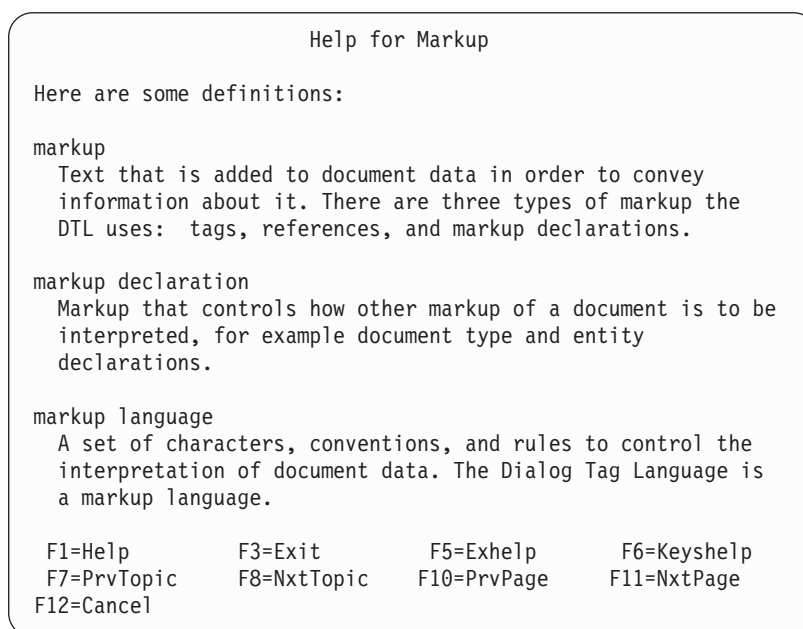 Help for Markup
Here are some definitions:
markup
Text that is added to document data in order to convey
information about it. There are three types of markup the
DTL uses:  tags, references, and markup declarations.
markup declaration
Markup that controls how other markup of a document is to be
interpreted, for example document type and entity
declarations.
markup language
A set of characters, conventions, and rules to control the
interpretation of document data. The Dialog Tag Language is
a markup language.
F1=Help F3=Exit F5=Exhelp F6=Keyshelp
F7=PrvTopic F8=NxtTopic F10=PrvPage F11=NxtPage
F12=Cancel